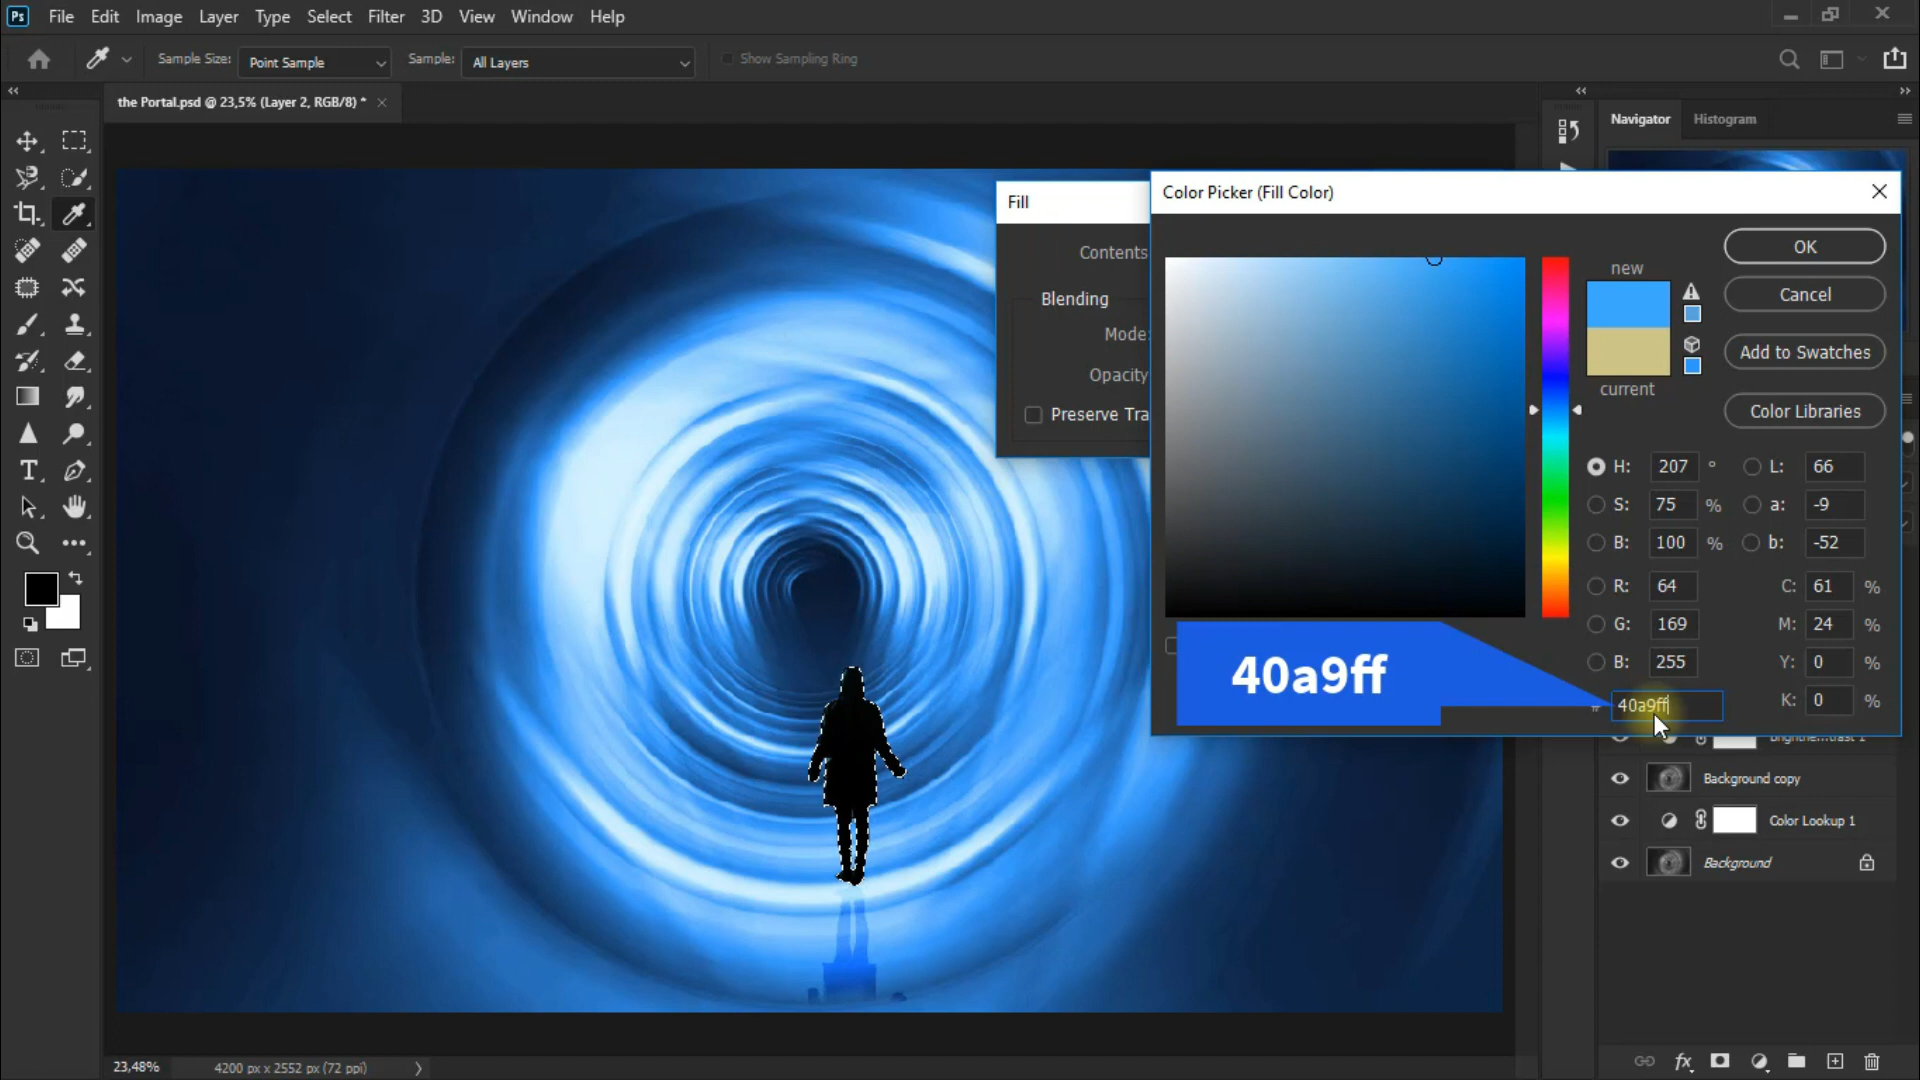 Ps File Edit Image Layer Type Select Filter 3D View Window Help
Sample Size: Point Sample Sample: All Layers Show Sampling Ring
the Portal.psd @ 23,5% (Layer 2, RGB/8) *
Navigator Histogram
Fill
Contents
Blending
Mode:
Opacity
Preserve Tra
Color Picker (Fill Color)
new
current
OK
Cancel
Add to Swatches
Color Libraries
H: 207 ° L: 66
S: 75 % a: -9
B: 100 % b: -52
R: 64 C: 61 %
G: 169 M: 24 %
B: 255 Y: 0 %
40a9ff K: 0 %
40a9ff
Background copy
Color Lookup 1
Background
23,48% 4200 px x 2552 px (72 ppi)